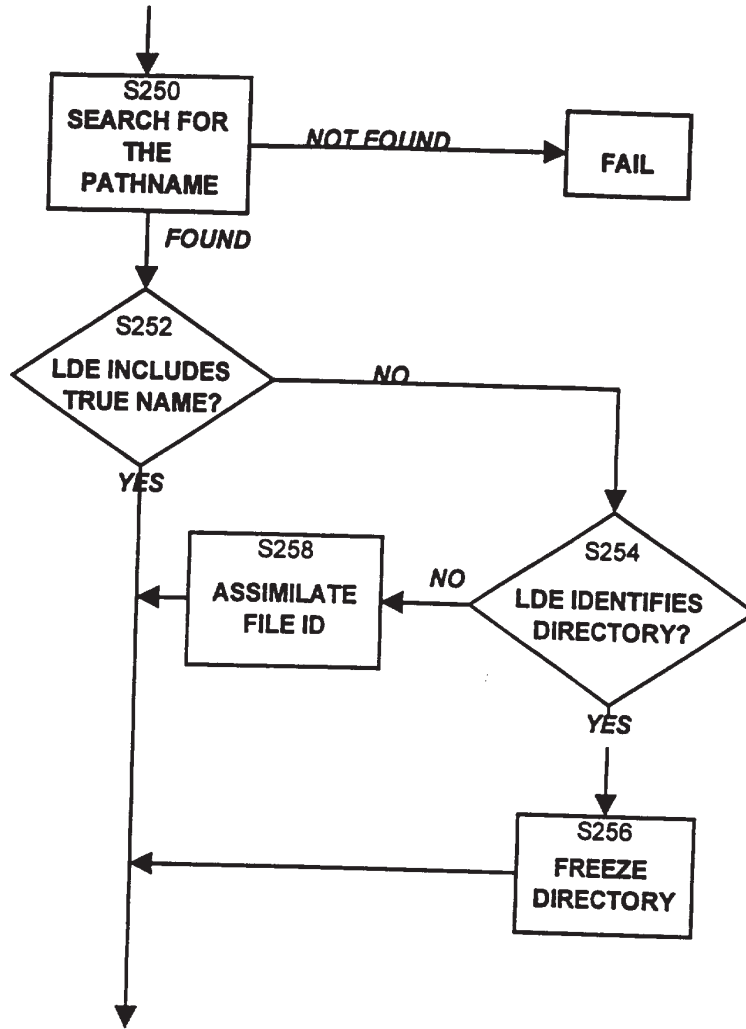 S250
SEARCH FOR
THE
PATHNAME
NOT FOUND
FAIL
FOUND
S252
LDE INCLUDES
TRUE NAME?
NO
YES
S258
ASSIMILATE
FILE ID
NO
S254
LDE IDENTIFIES
DIRECTORY?
YES
S256
FREEZE
DIRECTORY